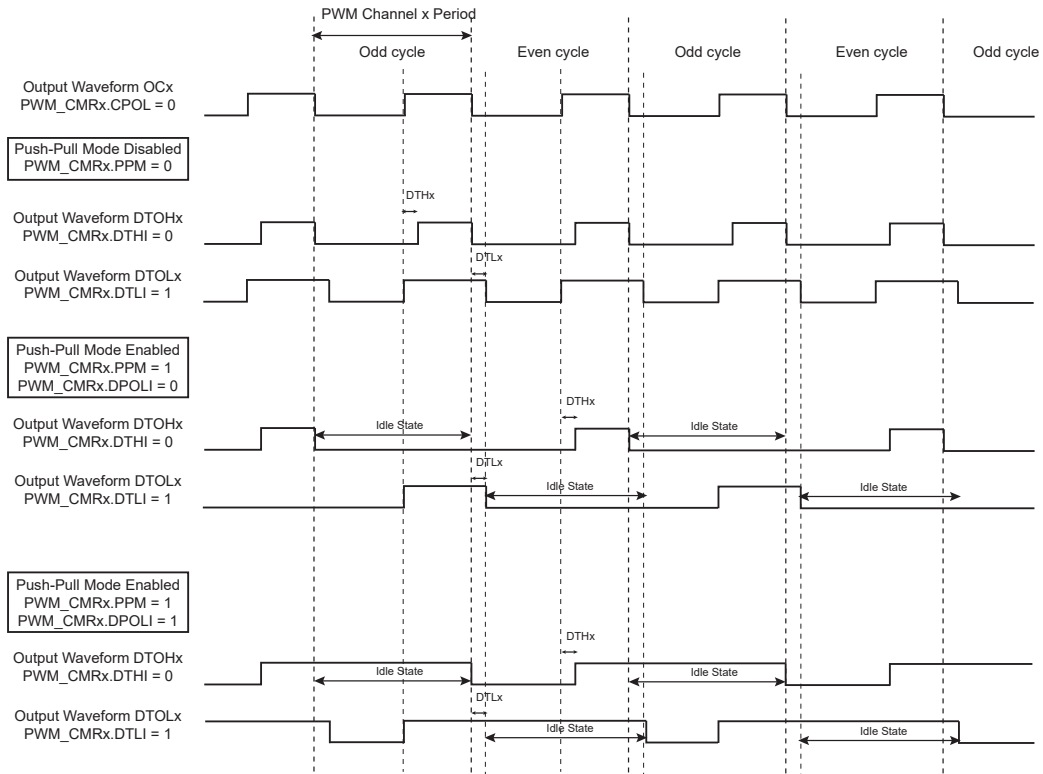 PWM Channel x Period
Odd cycle
Even cycle
Odd cycle
Even cycle
Odd cycle
Output Waveform OCx
PWM_CMRx.CPOL = 0
Push-Pull Mode Disabled
PWM_CMRx.PPM = 0
DTHx
Output Waveform DTOHx
PWM_CMRx.DTHI = 0
DTLx
Output Waveform DTOLx
PWM_CMRx.DTLI = 1
Push-Pull Mode Enabled
PWM_CMRx.PPM = 1
PWM_CMRx.DPOLI = 0
DTHx
Output Waveform DTOHx
PWM_CMRx.DTHI = 0
Idle State
Idle State
DTLx
Output Waveform DTOLx
PWM_CMRx.DTLI = 1
Idle State
Idle State
Push-Pull Mode Enabled
PWM_CMRx.PPM = 1
PWM_CMRx.DPOLI = 1
DTHx
Output Waveform DTOHx
PWM_CMRx.DTHI = 0
Idle State
Idle State
DTLx
Output Waveform DTOLx
PWM_CMRx.DTLI = 1
Idle State
Idle State